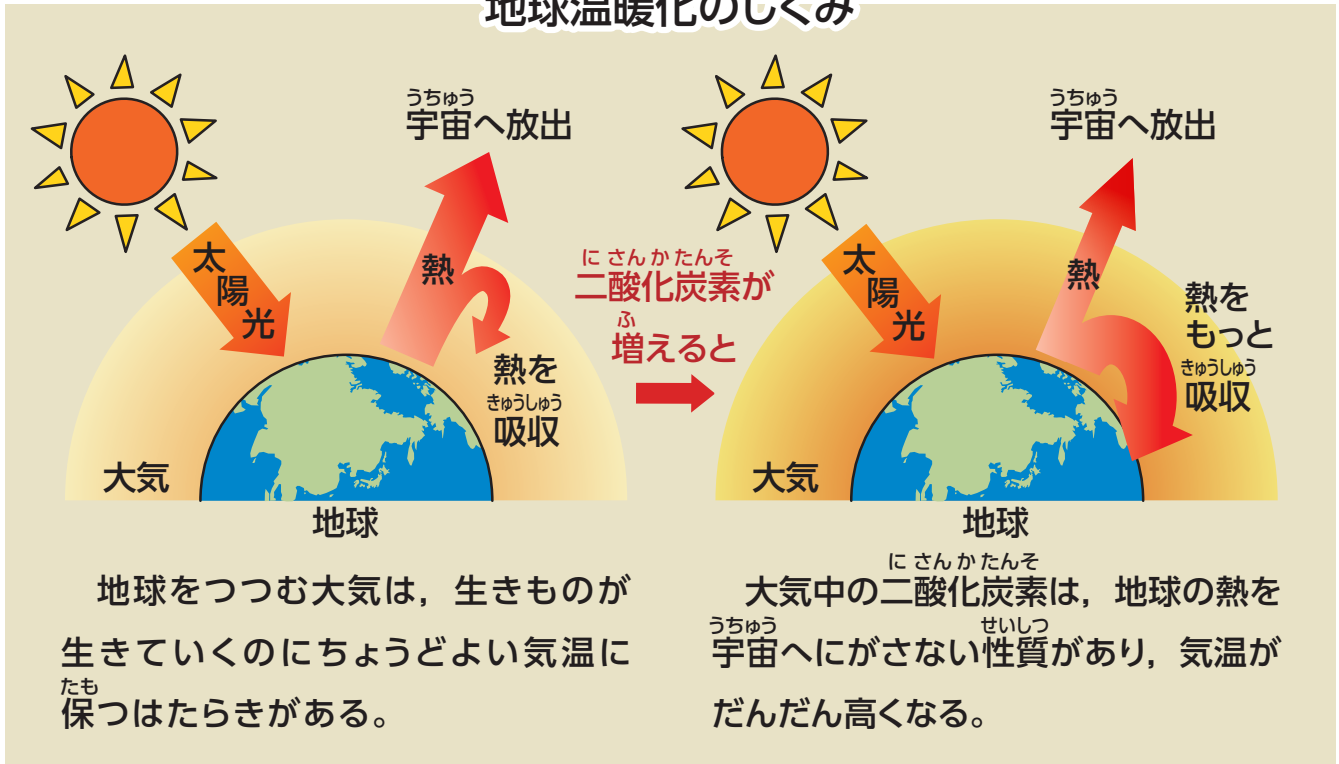 地球温暖化のしくみ
うちゅう
宇宙へ放出
太陽光
熱
熱を
きゅうしゅう
吸収
大気
地球
にさんかたんそ
二酸化炭素が
ふ
増えると
うちゅう
宇宙へ放出
太陽光
熱
熱を
もっと
きゅうしゅう
吸収
大気
地球
地球をつつむ大気は，生きものが
生きていくのにちょうどよい気温に
たも
保つはたらきがある。
にさんかたんそ
大気中の二酸化炭素は，地球の熱を
うちゅう せいしつ
宇宙へにがさない性質があり，気温が
だんだん高くなる。